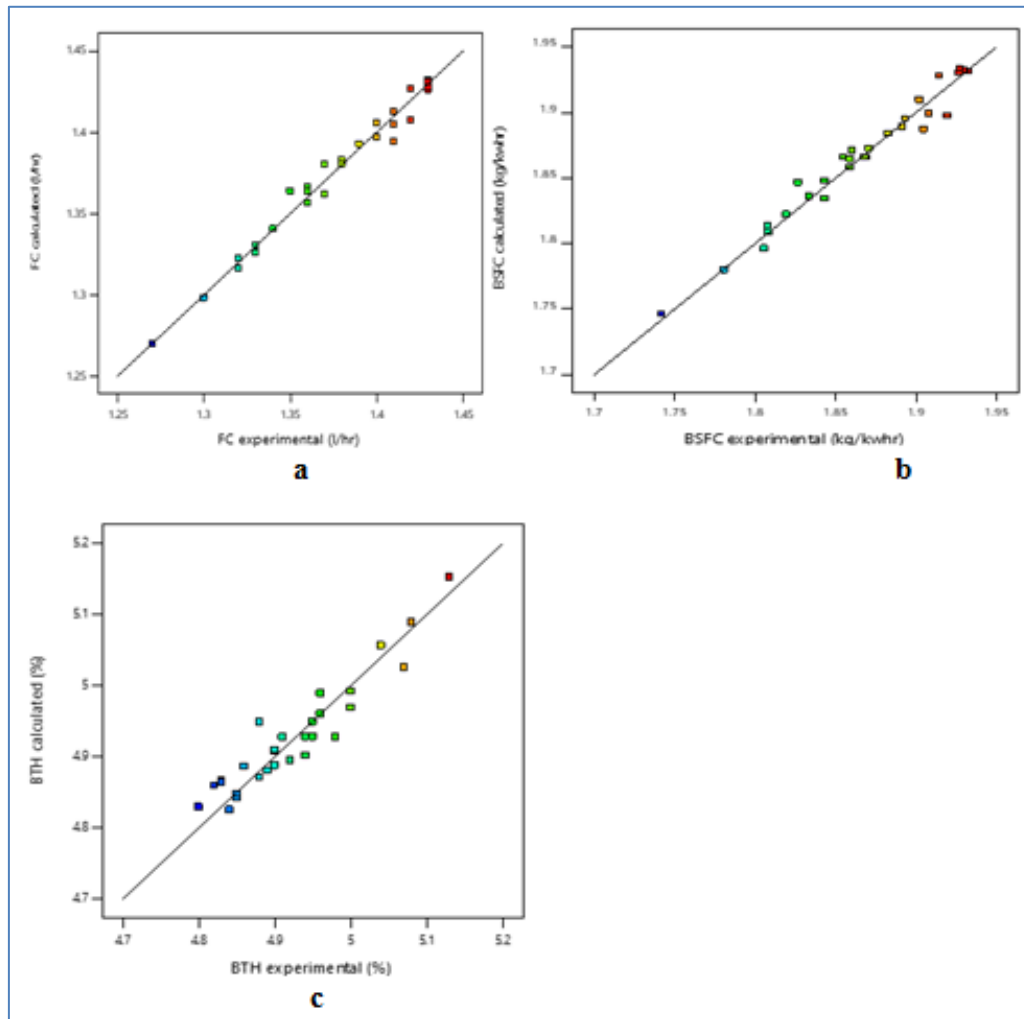 1.45
1.4
1.35
1.3
1.25
FC calculated (l/hr)
1.25 1.3 1.35 1.4 1.45
FC experimental (l/hr)
a
1.95
1.9
1.85
1.8
1.75
1.7
BSFC calculated (kg/kwhr)
1.7 1.75 1.8 1.85 1.9 1.95
BSFC experimental (kg/kwhr)
b
5.2
5.1
5
4.9
4.8
4.7
BTH calculated (%)
4.7 4.8 4.9 5 5.1 5.2
BTH experimental (%)
c